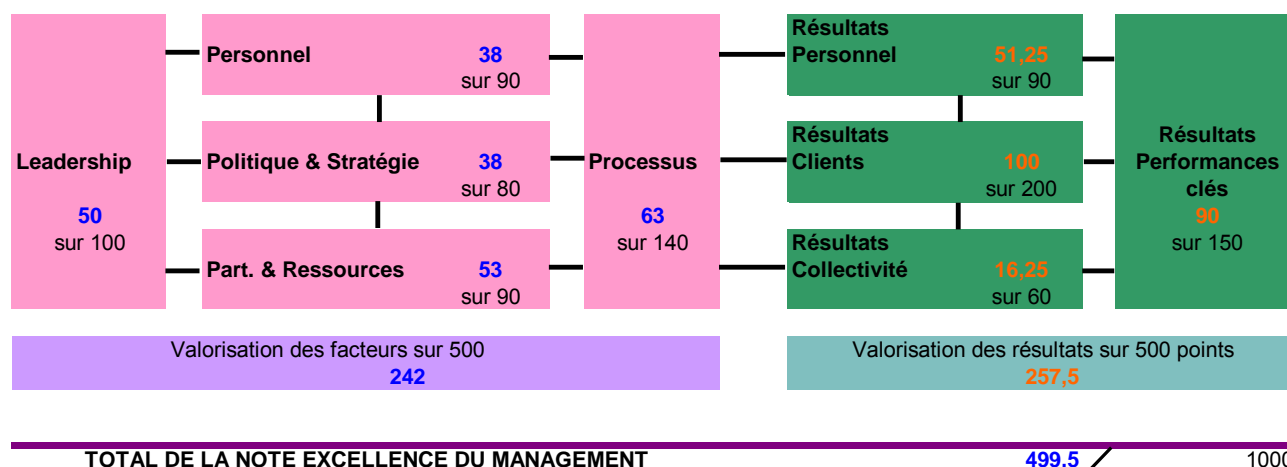 Leadership
50
sur 100
Personnel 38
sur 90
Politique & Stratégie 38
sur 80
Part. & Ressources 53
sur 90
Processus
63
sur 140
Résultats
Personnel 51,25
sur 90
Résultats
Clients 100
sur 200
Résultats
Collectivité 16,25
sur 60
Résultats
Performances
clés
90
sur 150
Valorisation des facteurs sur 500
242
Valorisation des résultats sur 500 points
257,5
TOTAL DE LA NOTE EXCELLENCE DU MANAGEMENT 499,5 / 1000